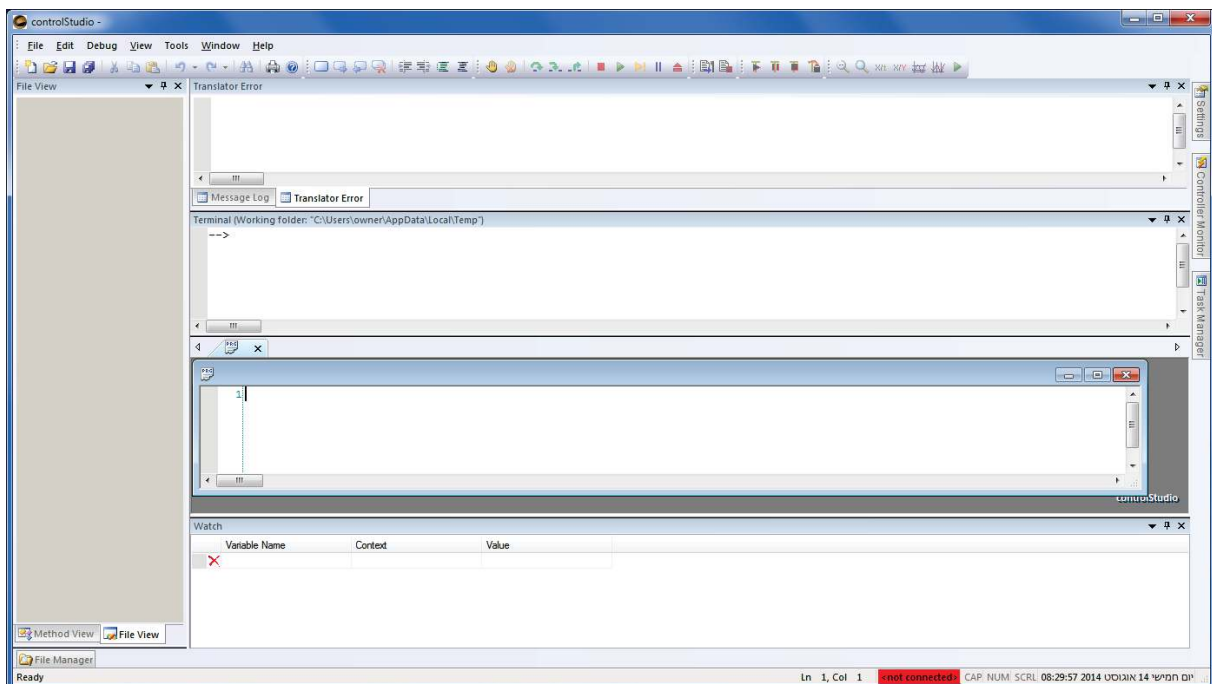 controlStudio -
File Edit Debug View Tools Window Help
File View
Translator Error
Message Log Translator Error
Terminal (Working folder: "C:\Users\owner\AppData\Local\Temp")
-->
1
controlStudio
Watch
Variable Name Context Value
Method View File View
File Manager
Settings
Controller Monitor
Task Manager
Ready Ln 1, Col 1 <not connected> CAP NUM SCRL יום חמישי 14 אוגוסט 2014 08:29:57